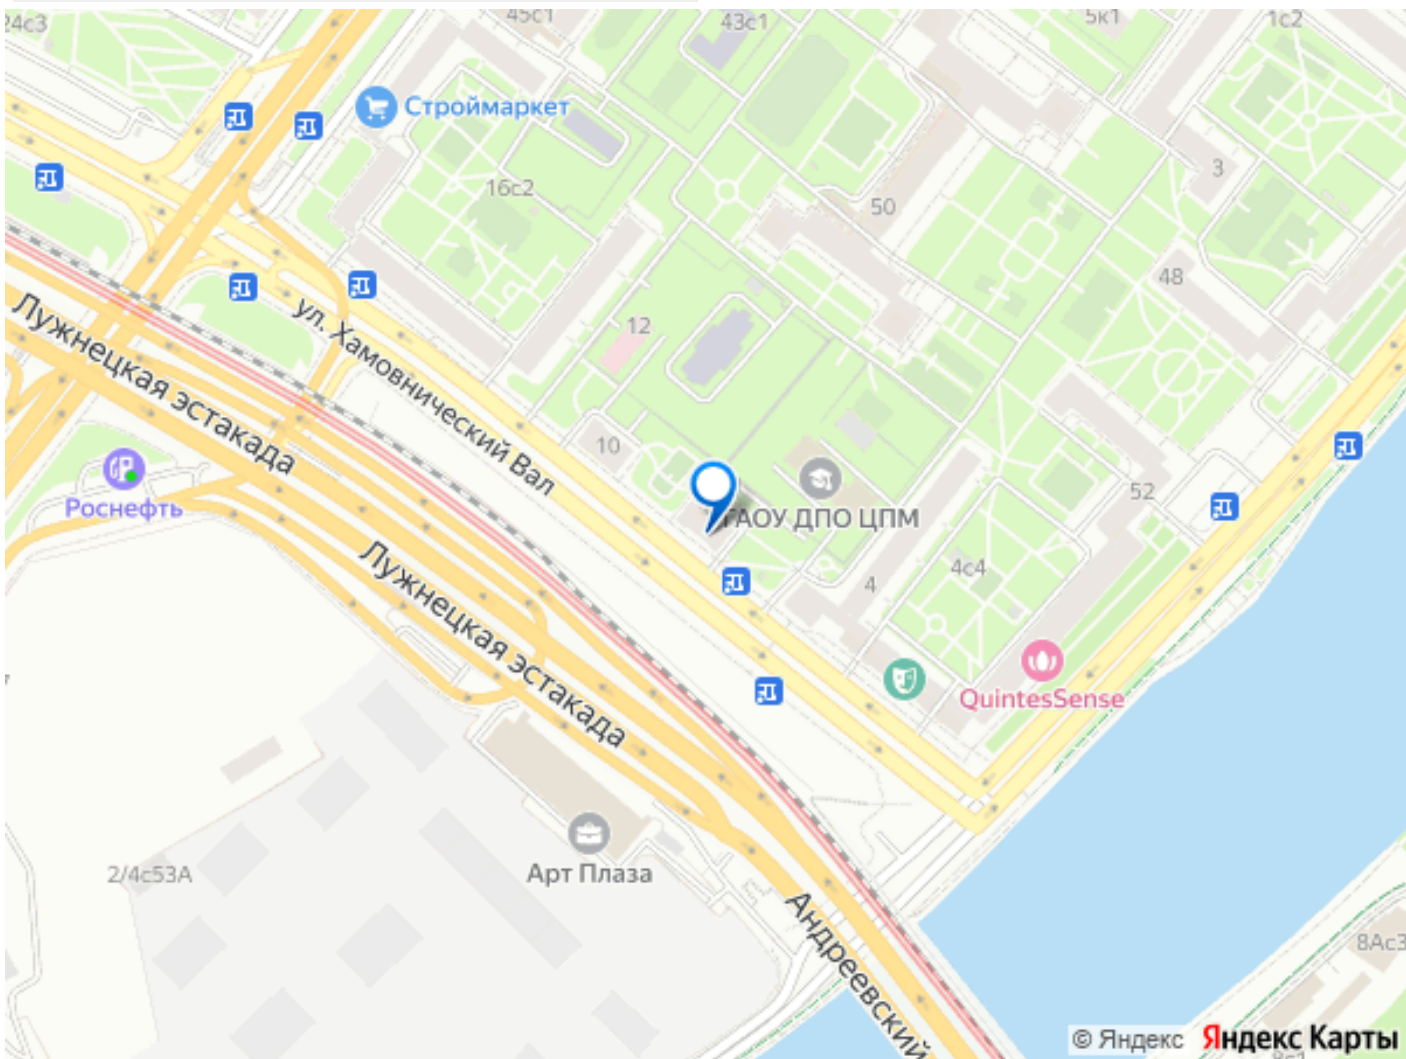 24с3
45с1
43с1
5к1
1с2
Строймаркет
16с2
3
50
48
12
ул. Хамовнический Вал
Лужнецкая эстакада
10
Роснефть
ГАОУ ДПО ЦПМ
52
4с4
4
Лужнецкая эстакада
QuintesSense
Арт Плаза
2/4с53А
Андреевский
8Ас3
© Яндекс Яндекс Карты